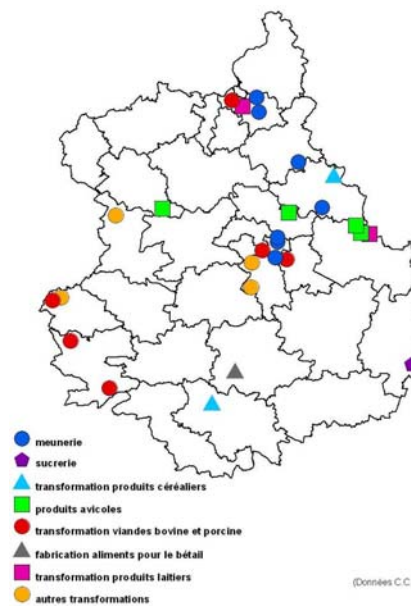 meunerie
sucrerie
transformation produits céréaliers
produits avicoles
transformation viandes bovine et porcine
fabrication aliments pour le bétail
transformation produits laitiers
autres transformations
(Données C.C